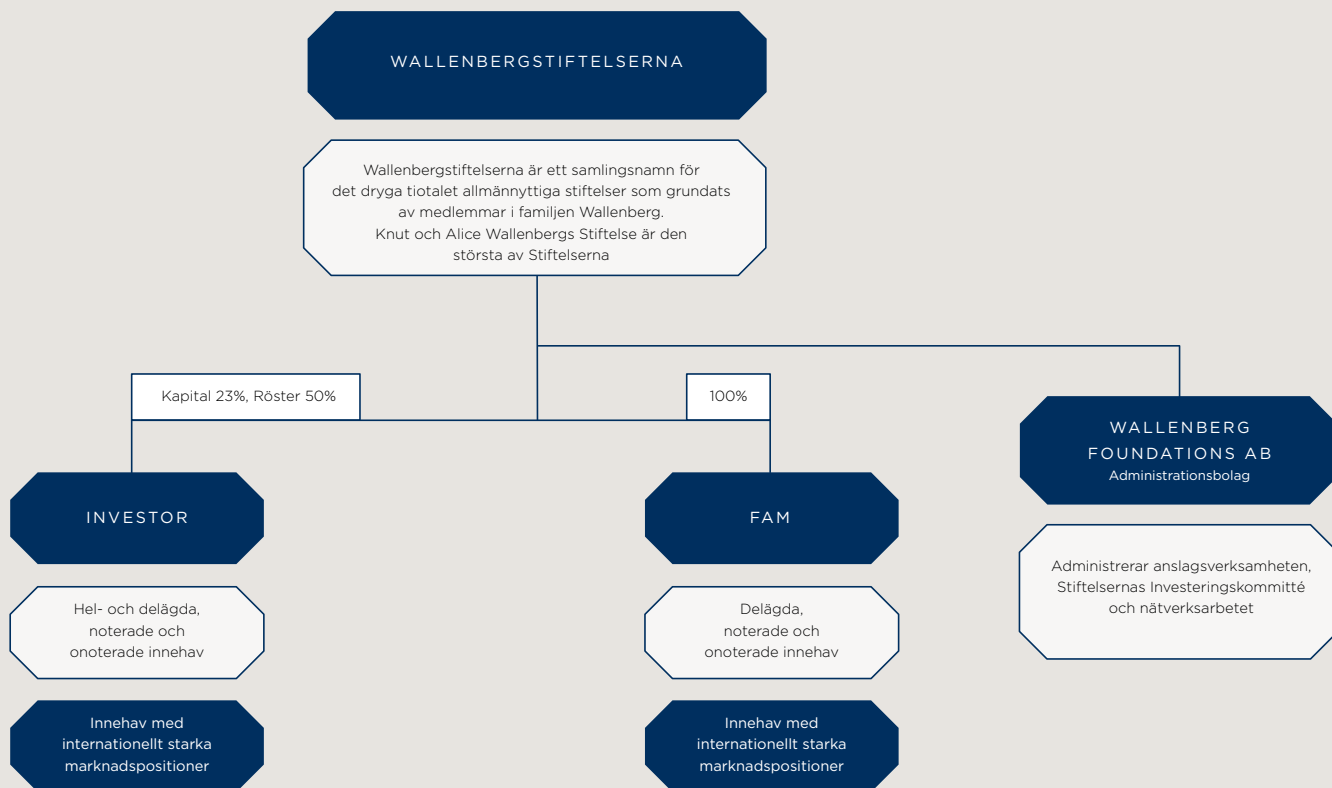 WALLENBERGSTIFTELSERNA
Wallenbergstiftelserna är ett samlingsnamn för
det dryga tiotalet allmännyttiga stiftelser som grundats
av medlemmar i familjen Wallenberg.
Knut och Alice Wallenbergs Stiftelse är den
största av Stiftelserna
Kapital 23%, Röster 50%
100%
WALLENBERG
FOUNDATIONS AB
Administrationsbolag
INVESTOR
FAM
Administrerar anslagsverksamheten,
Stiftelsernas Investeringskommitté
och nätverksarbetet
Hel- och delägda,
noterade och
onoterade innehav
Delägda,
noterade och
onoterade innehav
Innehav med
internationellt starka
marknadspositioner
Innehav med
internationellt starka
marknadspositioner